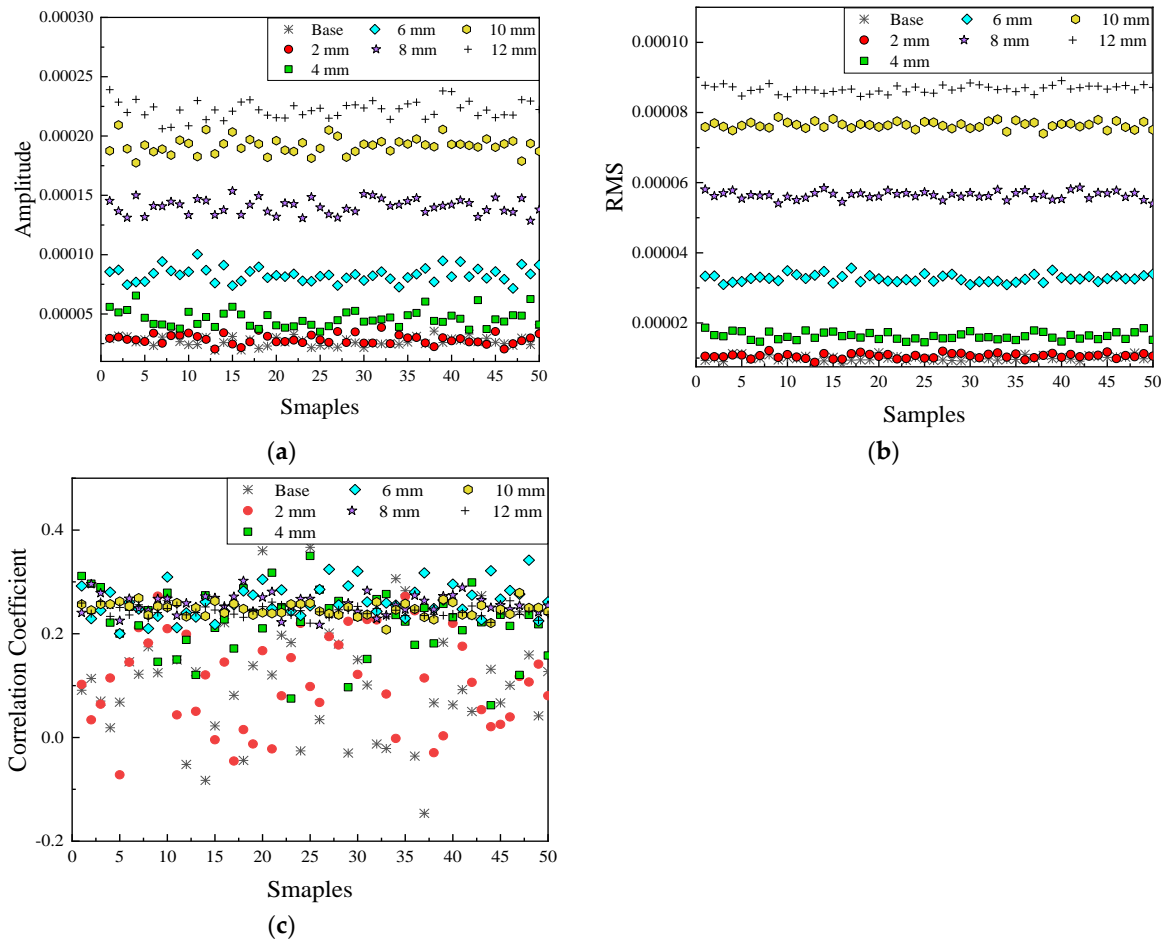 0.00030
0.00025
0.00020
0.00015
0.00010
0.00005
Amplitude
Base 6 mm 10 mm
2 mm 8 mm 12 mm
4 mm
0 5 10 15 20 25 30 35 40 45 50
Smaples
(a)
0.00010
0.00008
0.00006
0.00004
0.00002
RMS
Base 6 mm 10 mm
2 mm 8 mm 12 mm
4 mm
0 5 10 15 20 25 30 35 40 45 50
Samples
(b)
0.4
0.2
0.0
-0.2
Correlation Coefficient
Base 6 mm 10 mm
2 mm 8 mm 12 mm
4 mm
0 5 10 15 20 25 30 35 40 45 50
Smaples
(c)